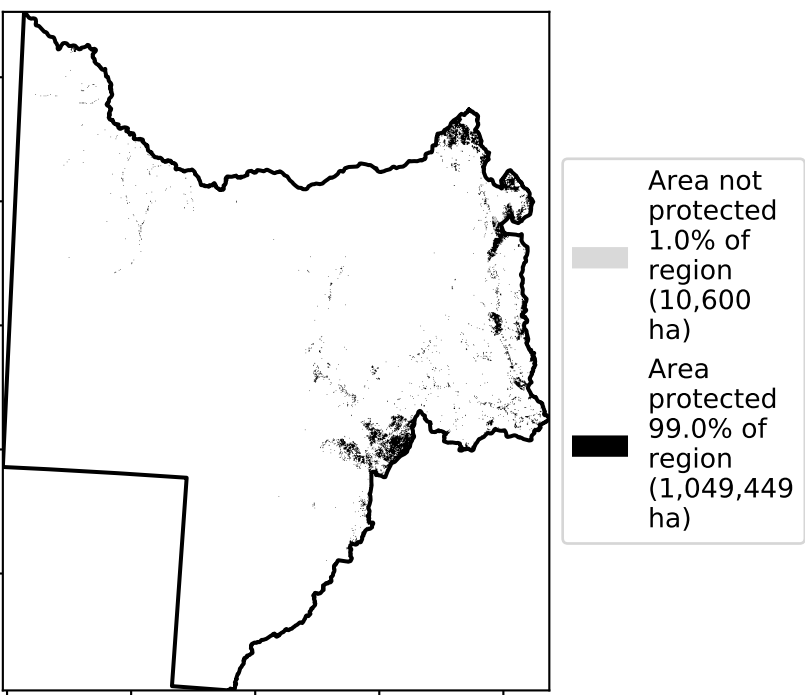 Area not
protected
1.0% of
region
(10,600
ha)
Area
protected
99.0% of
region
(1,049,449
ha)